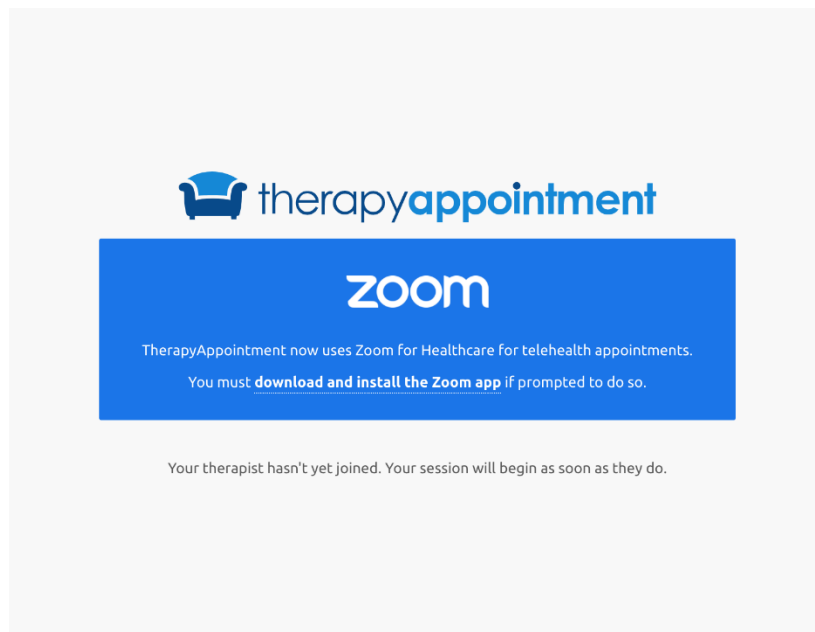 therapyappointment
zoom
TherapyAppointment now uses Zoom for Healthcare for telehealth appointments.
You must download and install the Zoom app if prompted to do so.
Your therapist hasn't yet joined. Your session will begin as soon as they do.